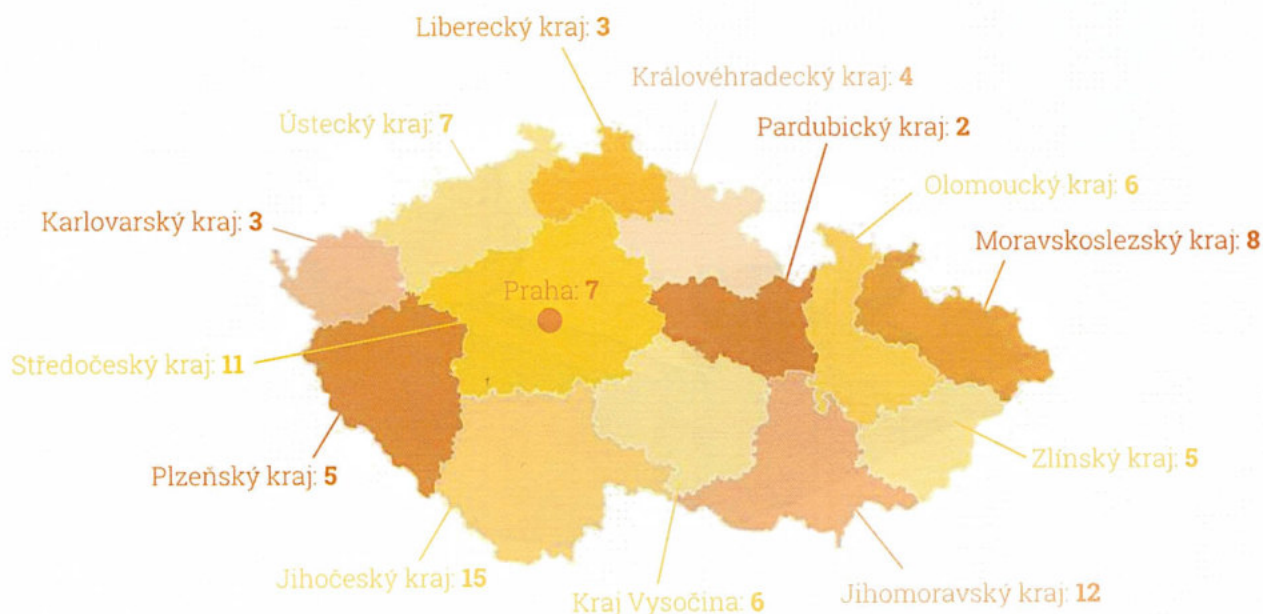 Liberecký kraj: 3
Královéhradecký kraj: 4
Ústecký kraj: 7
Pardubický kraj: 2
Olomoucký kraj: 6
Karlovarský kraj: 3
Moravskoslezský kraj: 8
Praha: 7
Středočeský kraj: 11
Zlínský kraj: 5
Plzeňský kraj: 5
Jihočeský kraj: 15
Kraj Vysočina: 6
Jihomoravský kraj: 12